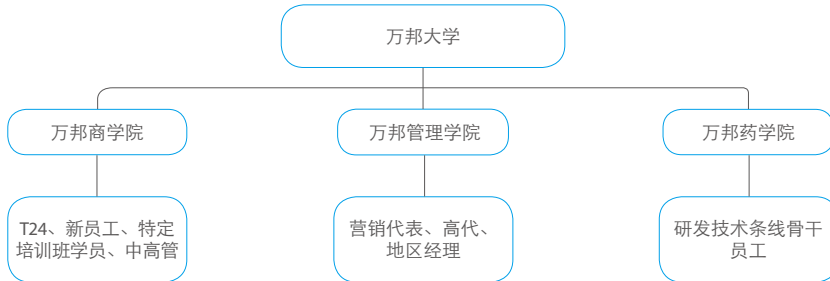 万邦大学
万邦商学院
万邦管理学院
万邦药学院
T24、新员工、特定
培训班学员、中高管
营销代表、高代、
地区经理
研发技术条线骨干
员工